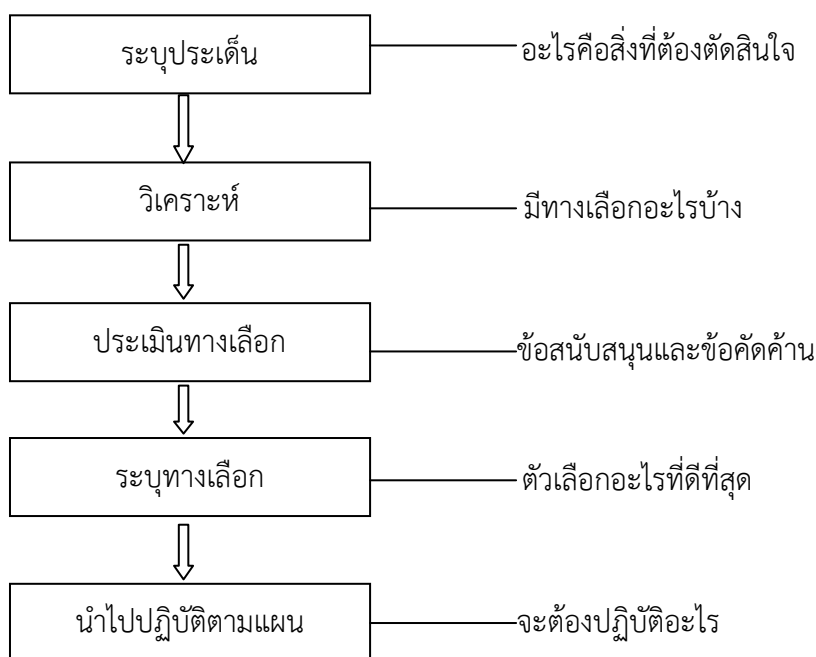 ระบุประเด็น
อะไรคือสิ่งที่ต้องตัดสินใจ
วิเคราะห์
มีทางเลือกอะไรบ้าง
ประเมินทางเลือก
ข้อสนับสนุนและข้อคัดค้าน
ระบุทางเลือก
ตัวเลือกอะไรที่ดีที่สุด
นำไปปฏิบัติตามแผน
จะต้องปฏิบัติอะไร